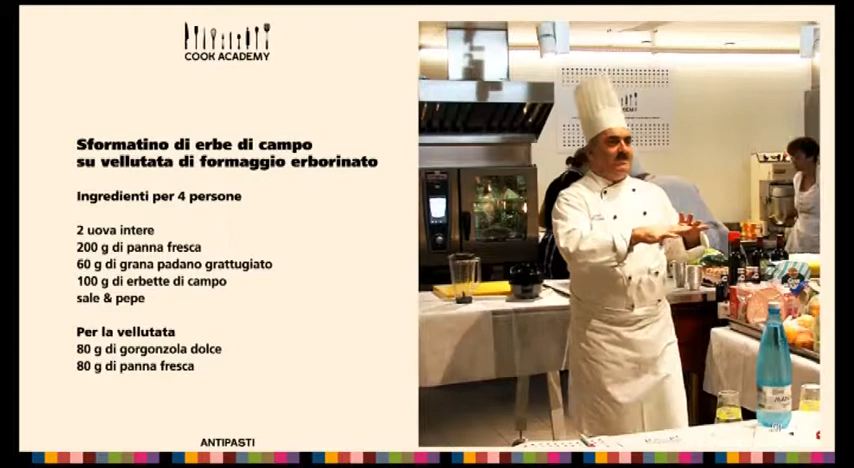 COOK ACADEMY
Sformatino di erbe di campo
su vellutata di formaggio erborinato
Ingredienti per 4 persone
2 uova intere
200 g di panna fresca
60 g di grana padano grattugiato
100 g di erbette di campo
sale & pepe
Per la vellutata
80 g di gorgonzola dolce
80 g di panna fresca
ANTIPASTI